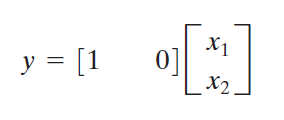 y = [1 0] [x₁
x₂]